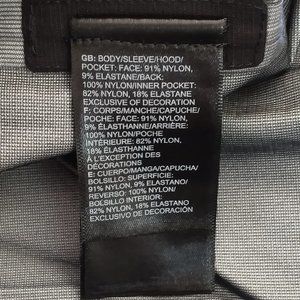 GB: BODY/SLEEVE/HOOD/
POCKET: FACE: 91% NYLON,
9% ELASTANE/BACK:
100% NYLON/INNER POCKET:
82% NYLON, 18% ELASTANE
EXCLUSIVE OF DECORATION
F: CORPS/MANCHE/CAPUCHE/
POCHE: FACE: 91% NYLON,
9% ÉLASTHANNE/ARRIÈRE:
100% NYLON/POCHE
INTÉRIEURE: 82% NYLON,
18% ÉLASTHANNE
À L'EXCEPTION DES
DÉCORATIONS
E: CUERPO/MANGA/CAPUCHA/
BOLSILLO: SUPERFICIE:
91% NYLON, 9% ELASTANO/
REVERSO: 100% NYLON/
BOLSILLO INTERIOR:
82% NYLON, 18% ELASTANO
EXCLUSIVO DE DECORACIÓN